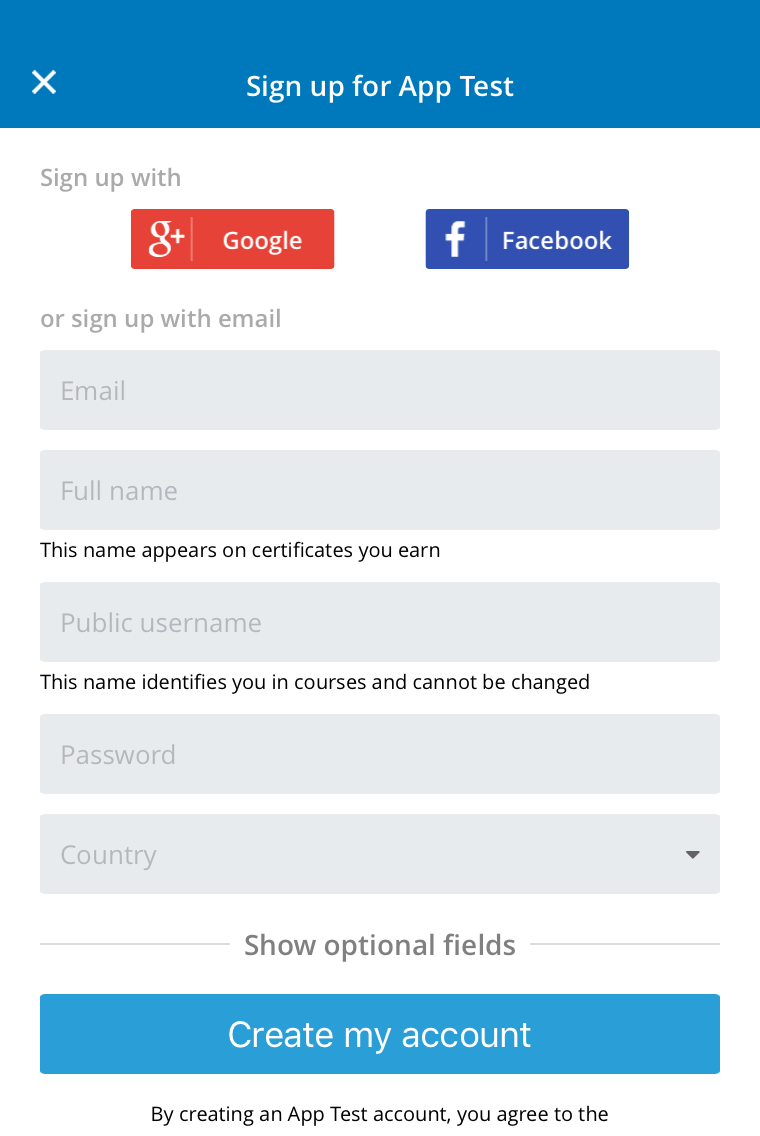 Sign up for App Test
Sign up with
g+ Google
f Facebook
or sign up with email
Email
Full name
This name appears on certificates you earn
Public username
This name identifies you in courses and cannot be changed
Password
Country
Show optional fields
Create my account
By creating an App Test account, you agree to the